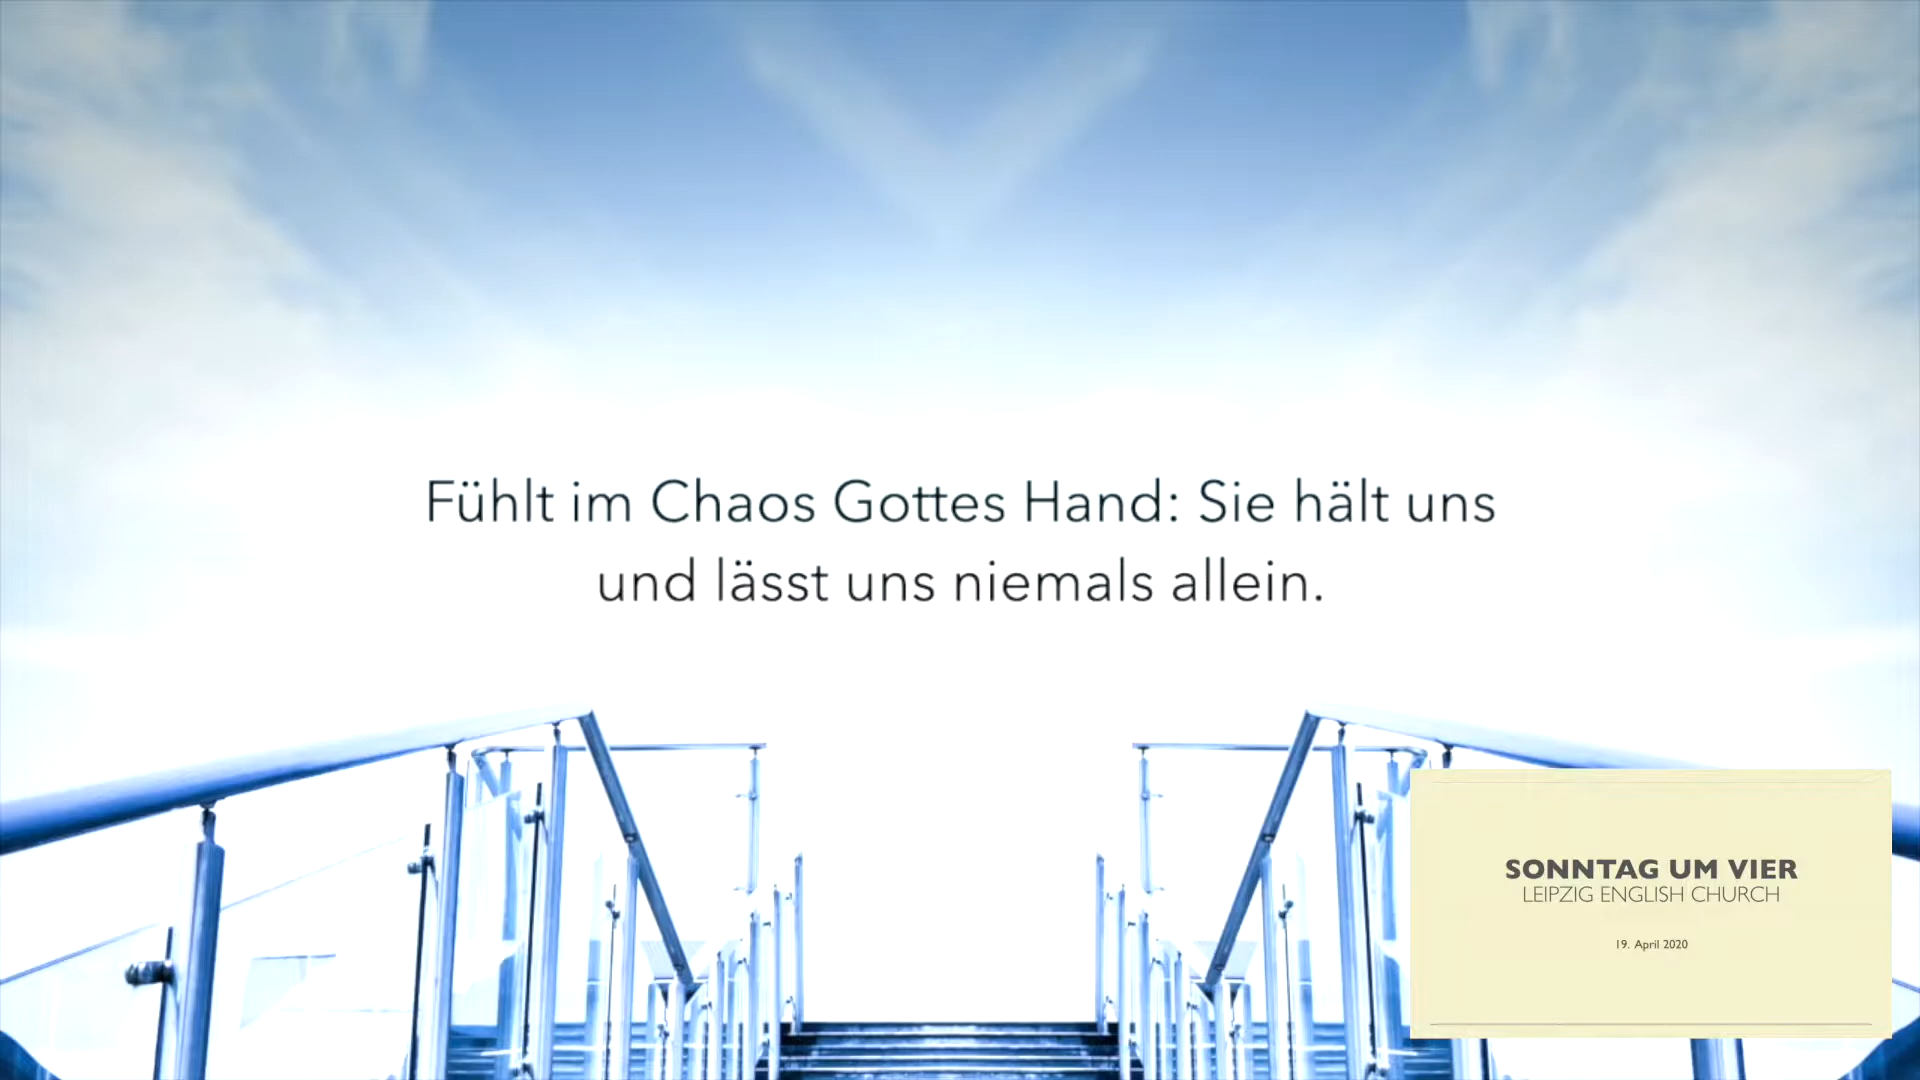 Fühlt im Chaos Gottes Hand: Sie hält uns
und lässt uns niemals allein.
SONNTAG UM VIER
LEIPZIG ENGLISH CHURCH
19. April 2020